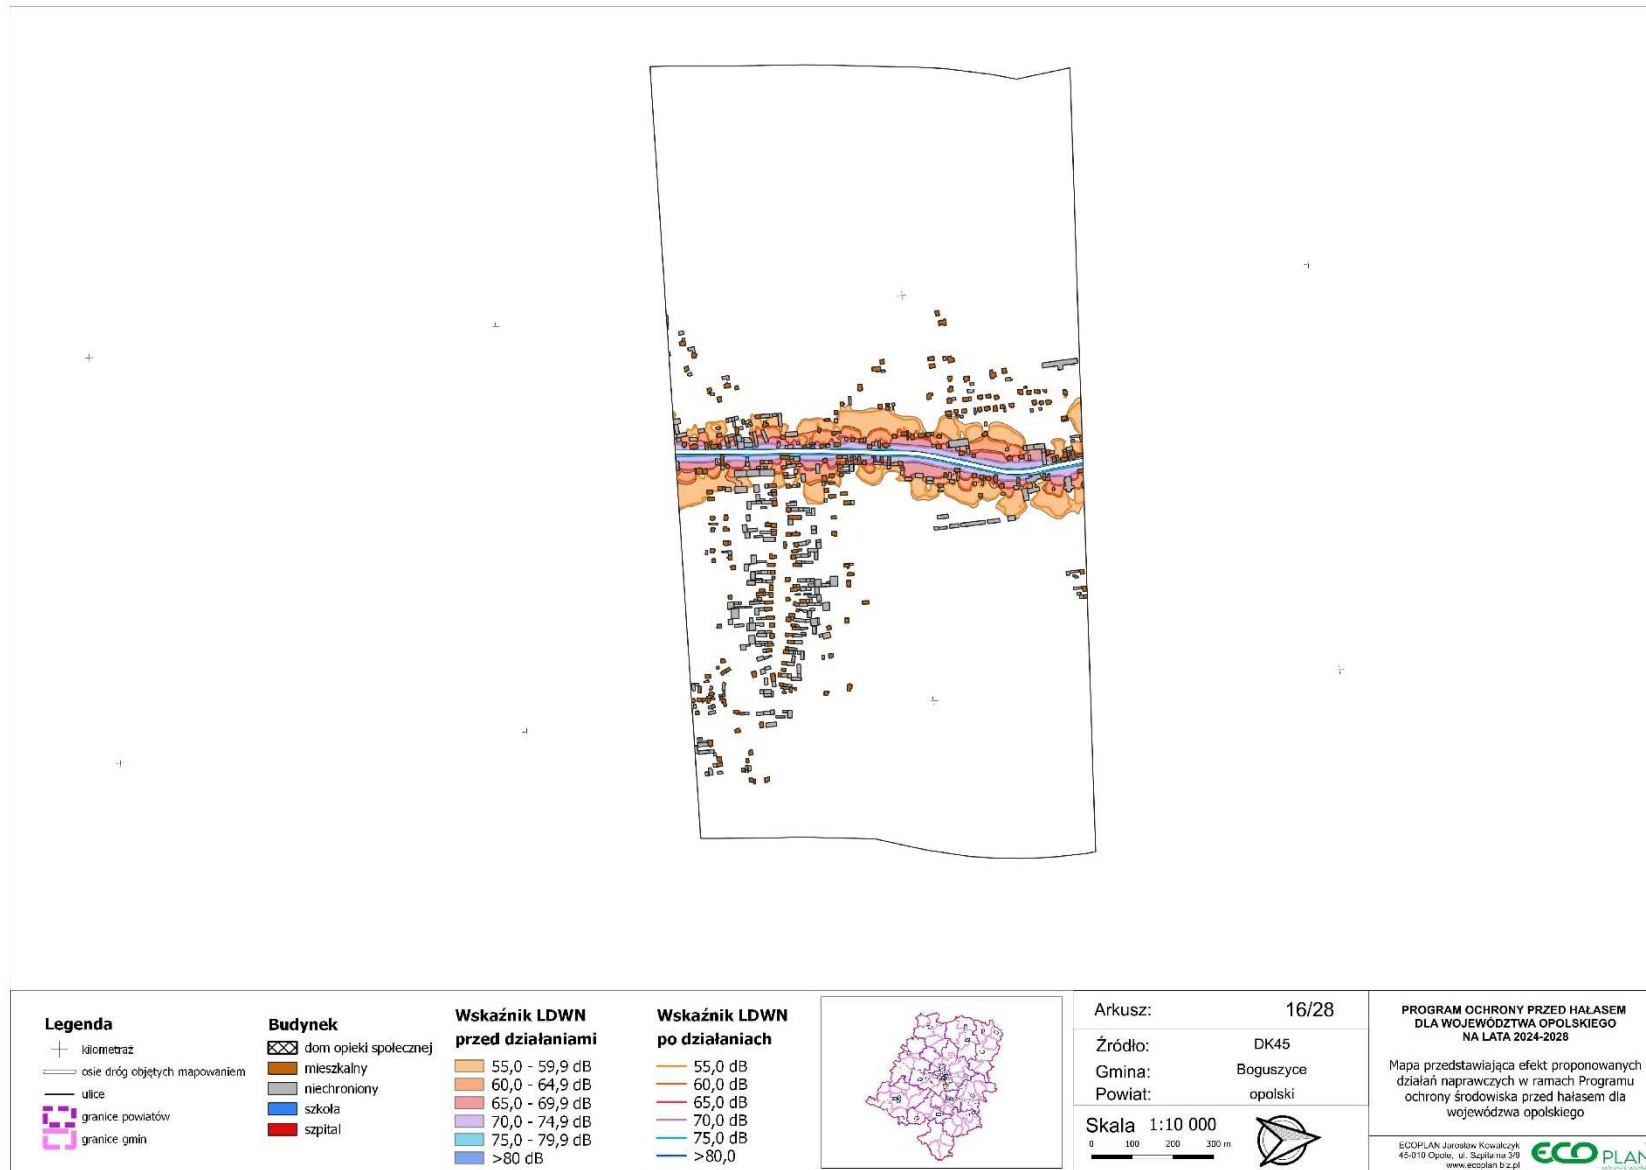 Legenda
kilometraż
osie dróg objętych mapowaniem
ulice
granice powiatów
granice gmin
Budynek
dom opieki społecznej
mieszkalny
niechroniony
szkoła
szpital
Wskaźnik LDWN
przed działaniami
55,0 - 59,9 dB
60,0 - 64,9 dB
65,0 - 69,9 dB
70,0 - 74,9 dB
75,0 - 79,9 dB
>80 dB
Wskaźnik LDWN
po działaniach
55,0 dB
60,0 dB
65,0 dB
70,0 dB
75,0 dB
>80,0
Arkusz: 16/28
Źródło: DK45
Gmina: Boguszyce
Powiat: opolski
Skala 1:10 000
0 100 200 300 m
PROGRAM OCHRONY PRZED HAŁASEM
DLA WOJEWÓDZTWA OPOLSKIEGO
NA LATA 2024-2028
Mapa przedstawiająca efekt proponowanych
działań naprawczych w ramach Programu
ochrony środowiska przed hałasem dla
wojewódzwa opolskiego
ECOPLAN Jarosław Kowalczyk
45-010 Opole, ul. Szpitalna 3/9
www.ecoplan.biz.pl
ECO PLAN